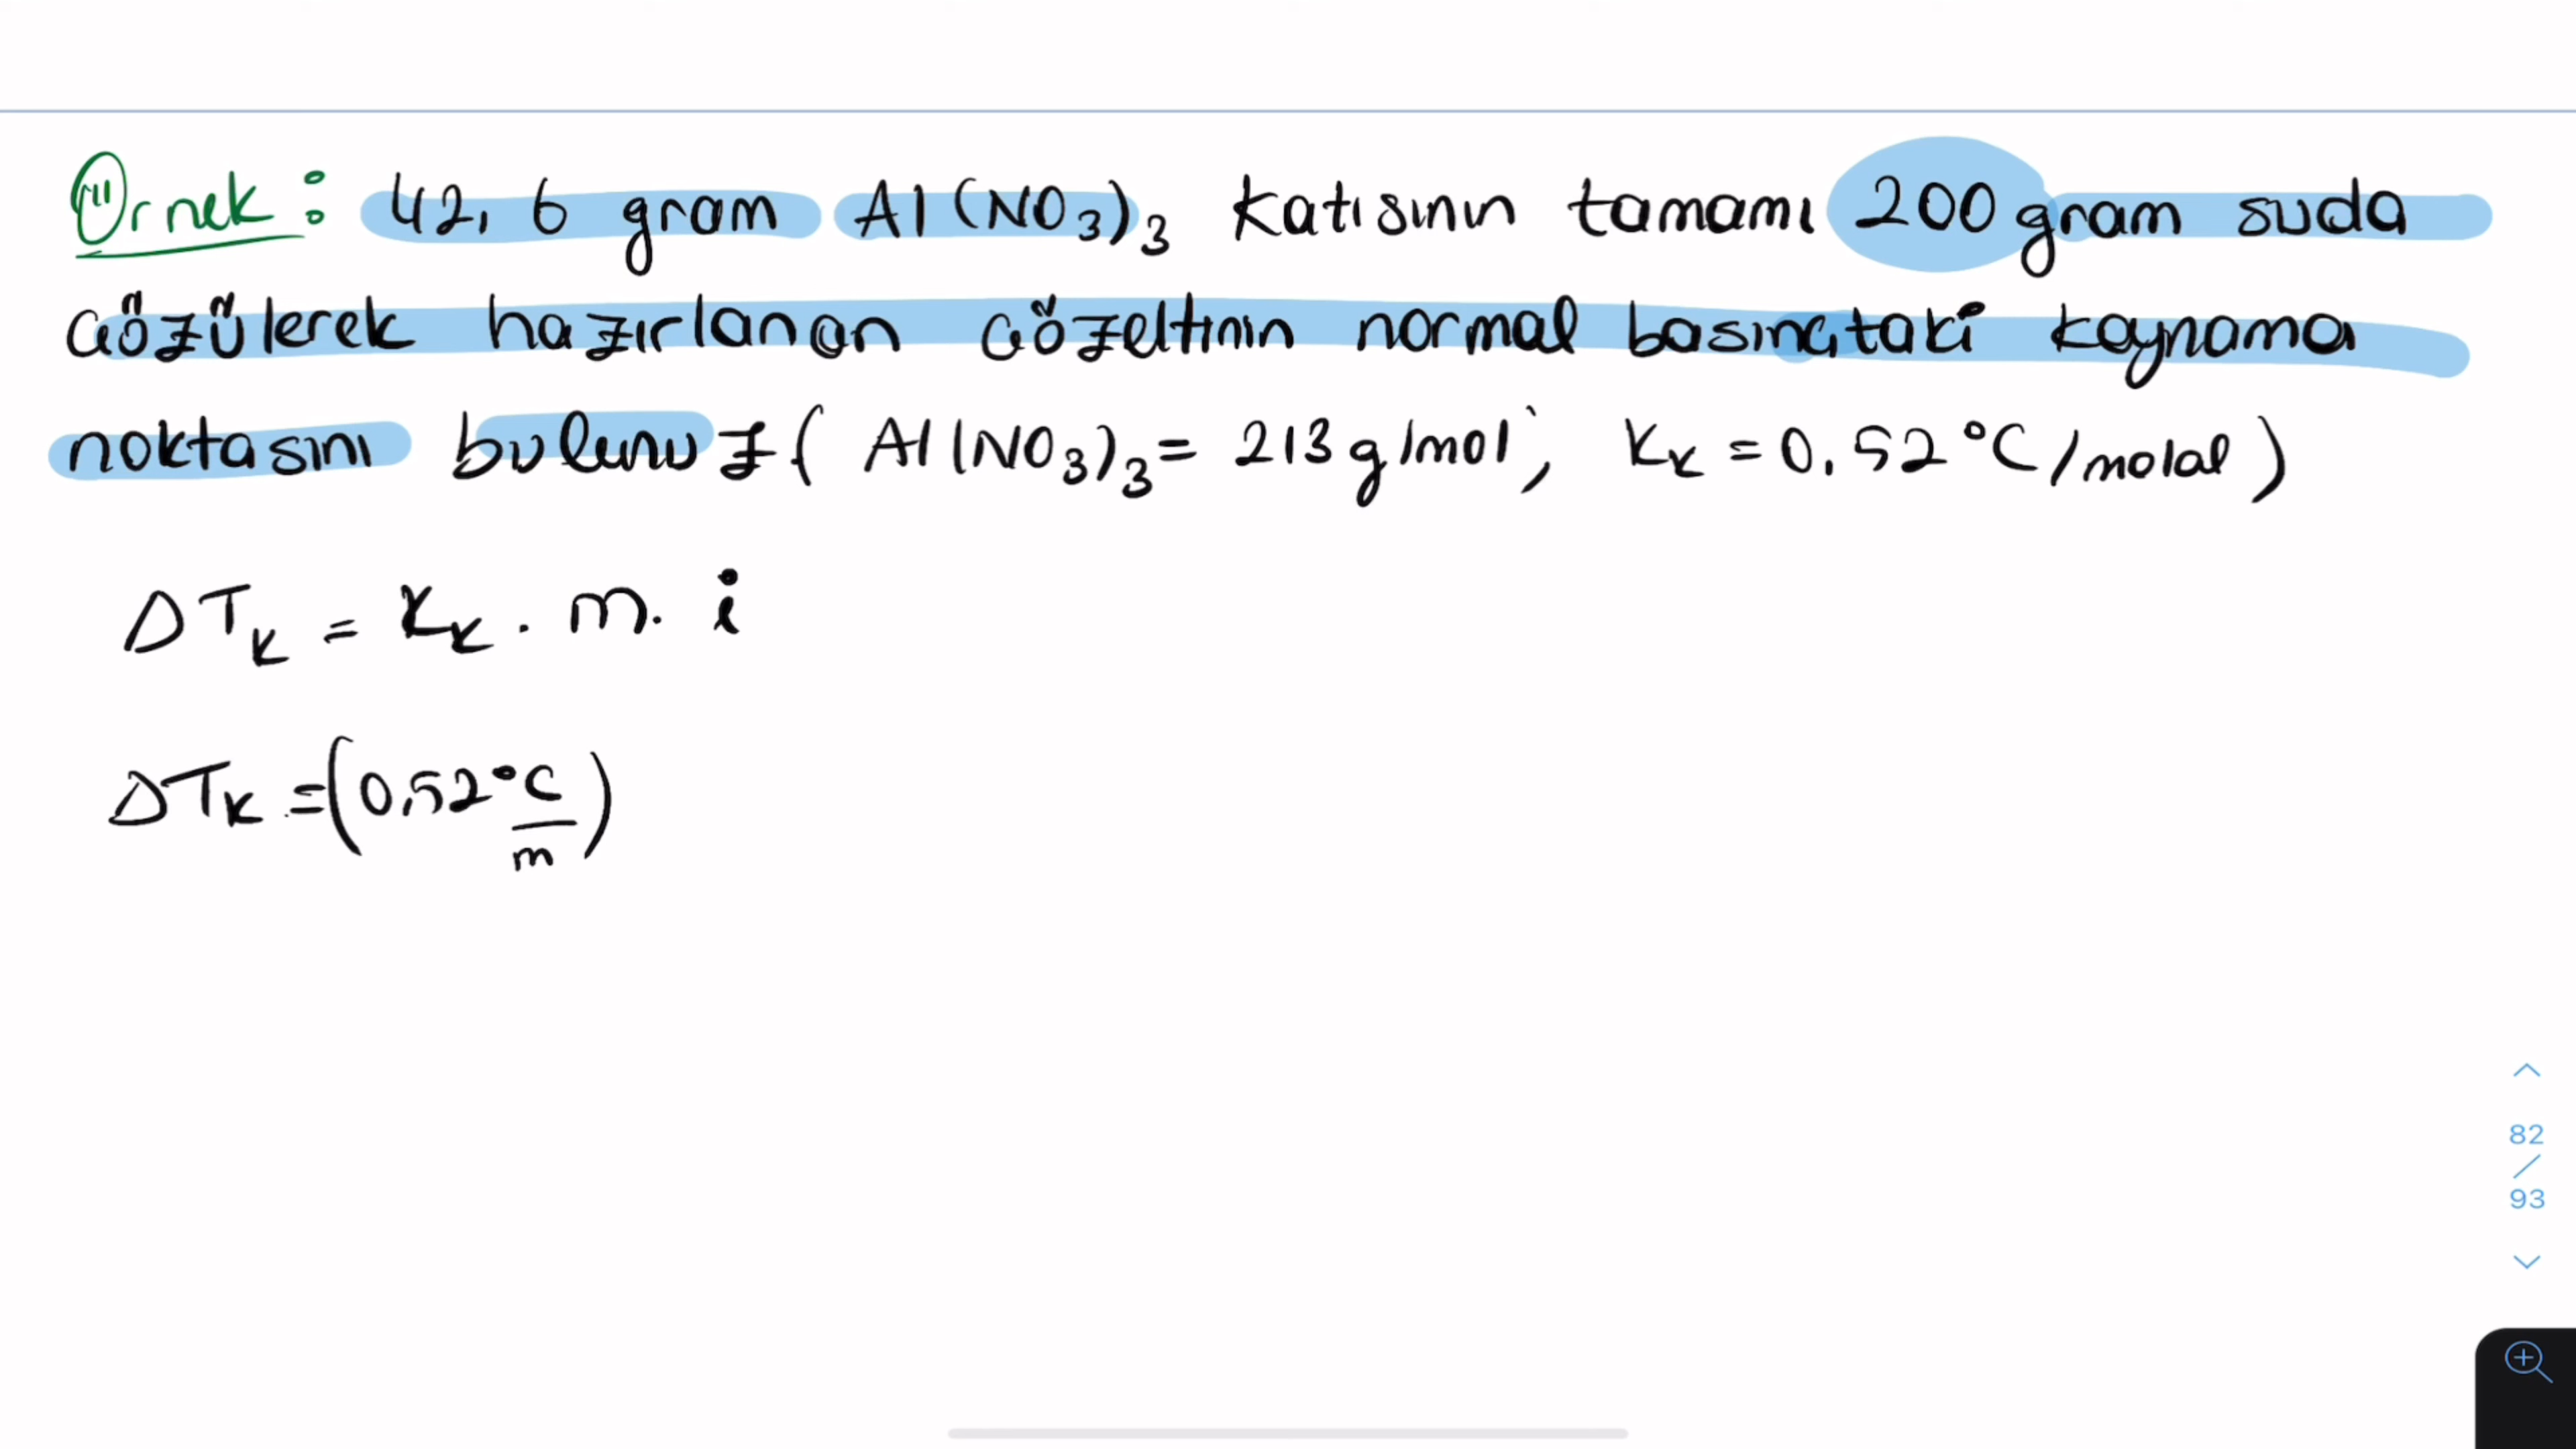 Örnek: 42,6 gram Al(NO₃)₃ katısının tamamı 200 gram suda
çözülerek hazırlanan çözeltinin normal basınçtaki kaynama
noktasını bulunuz ( Al(NO₃)₃ = 213 g/mol, Kₖ = 0,52 °C/molal )
ΔTₖ = Kₖ . m . i
ΔTₖ = (0,52 °C/m)
82
/
93